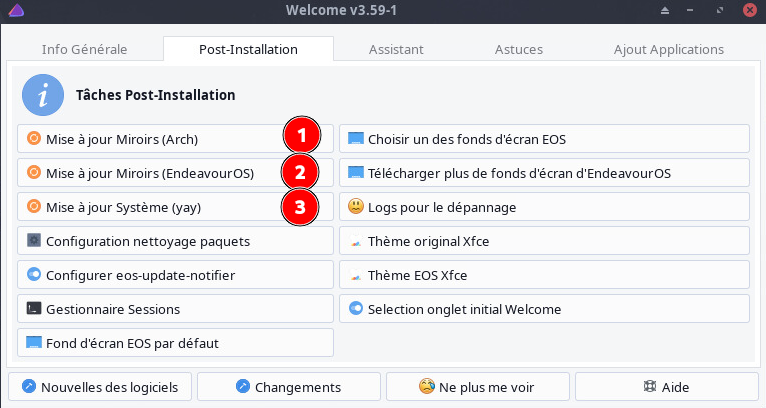 Welcome v3.59-1
Info Générale
Post-Installation
Assistant
Astuces
Ajout Applications
Tâches Post-Installation
Mise à jour Miroirs (Arch)
1
Choisir un des fonds d'écran EOS
Mise à jour Miroirs (EndeavourOS)
2
Télécharger plus de fonds d'écran d'EndeavourOS
Mise à jour Système (yay)
3
Logs pour le dépannage
Configuration nettoyage paquets
Thème original Xfce
Configurer eos-update-notifier
Thème EOS Xfce
Gestionnaire Sessions
Selection onglet initial Welcome
Fond d'écran EOS par défaut
Nouvelles des logiciels
Changements
Ne plus me voir
Aide